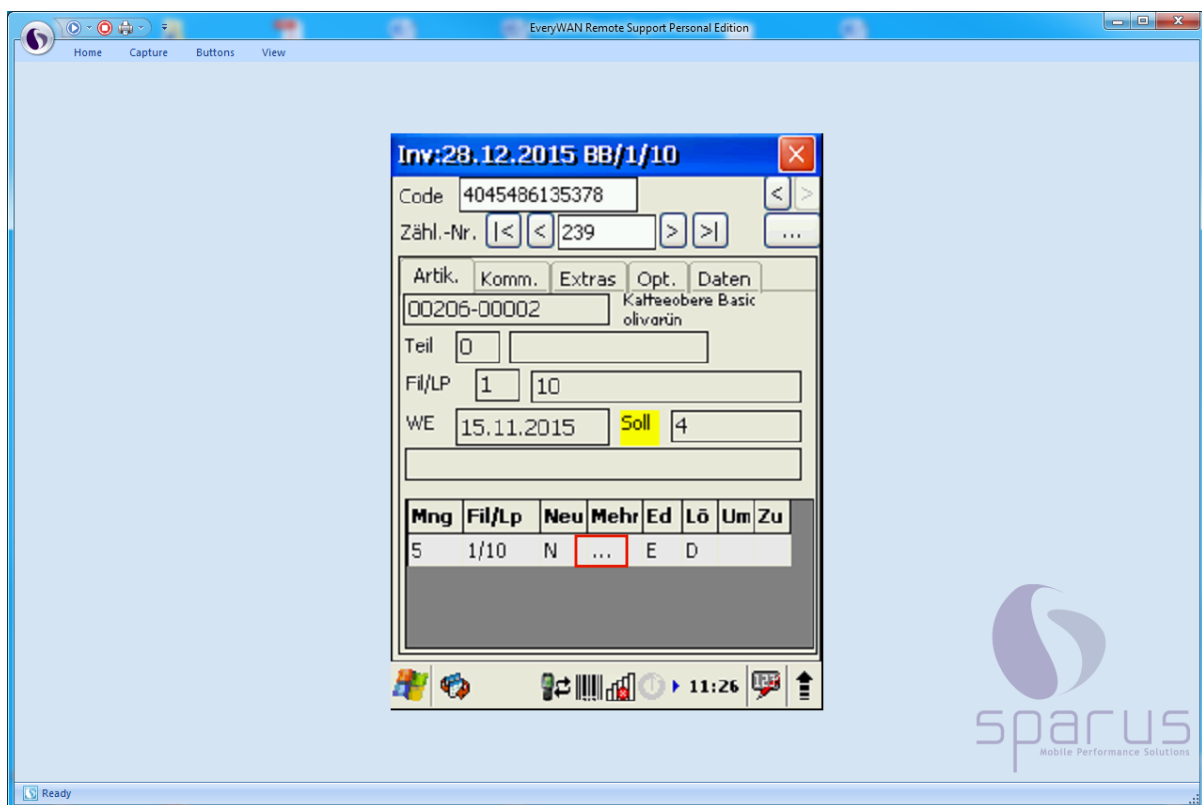 EveryWAN Remote Support Personal Edition
Home Capture Buttons View
Inv:28.12.2015 BB/1/10
Code 4045486135378 < >
Zähl.-Nr. |< < 239 > >| ...
Artik. Komm. Extras Opt. Daten
00206-00002 Kaffeeobere Basic
olivgrün
Teil 0
Fil/LP 1 10
WE 15.11.2015 Soll 4
Mng Fil/Lp Neu Mehr Ed Lö Um Zu
5 1/10 N ... E D
11:26 123
sparus
Mobile Performance Solutions
Ready